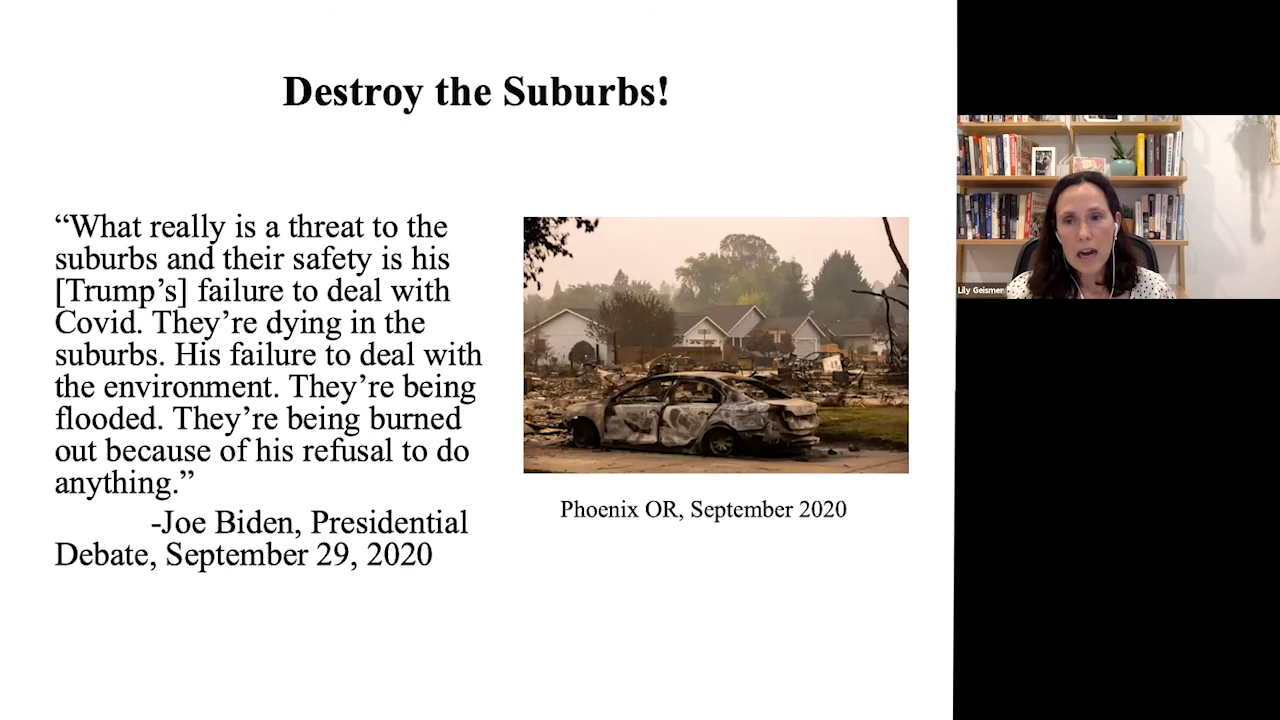 Destroy the Suburbs!
“What really is a threat to the
suburbs and their safety is his
[Trump’s] failure to deal with
Covid. They’re dying in the
suburbs. His failure to deal with
the environment. They’re being
flooded. They’re being burned
out because of his refusal to do
anything.”
-Joe Biden, Presidential
Debate, September 29, 2020
Phoenix OR, September 2020
Lily Geismer